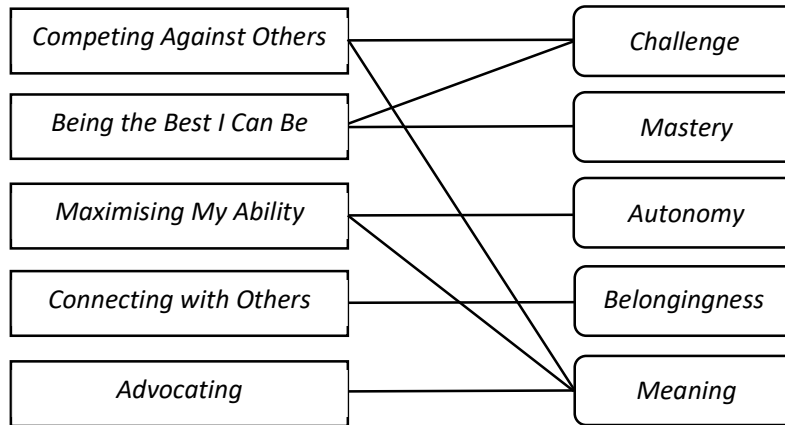 Competing Against Others
Challenge
Being the Best I Can Be
Mastery
Maximising My Ability
Autonomy
Connecting with Others
Belongingness
Advocating
Meaning